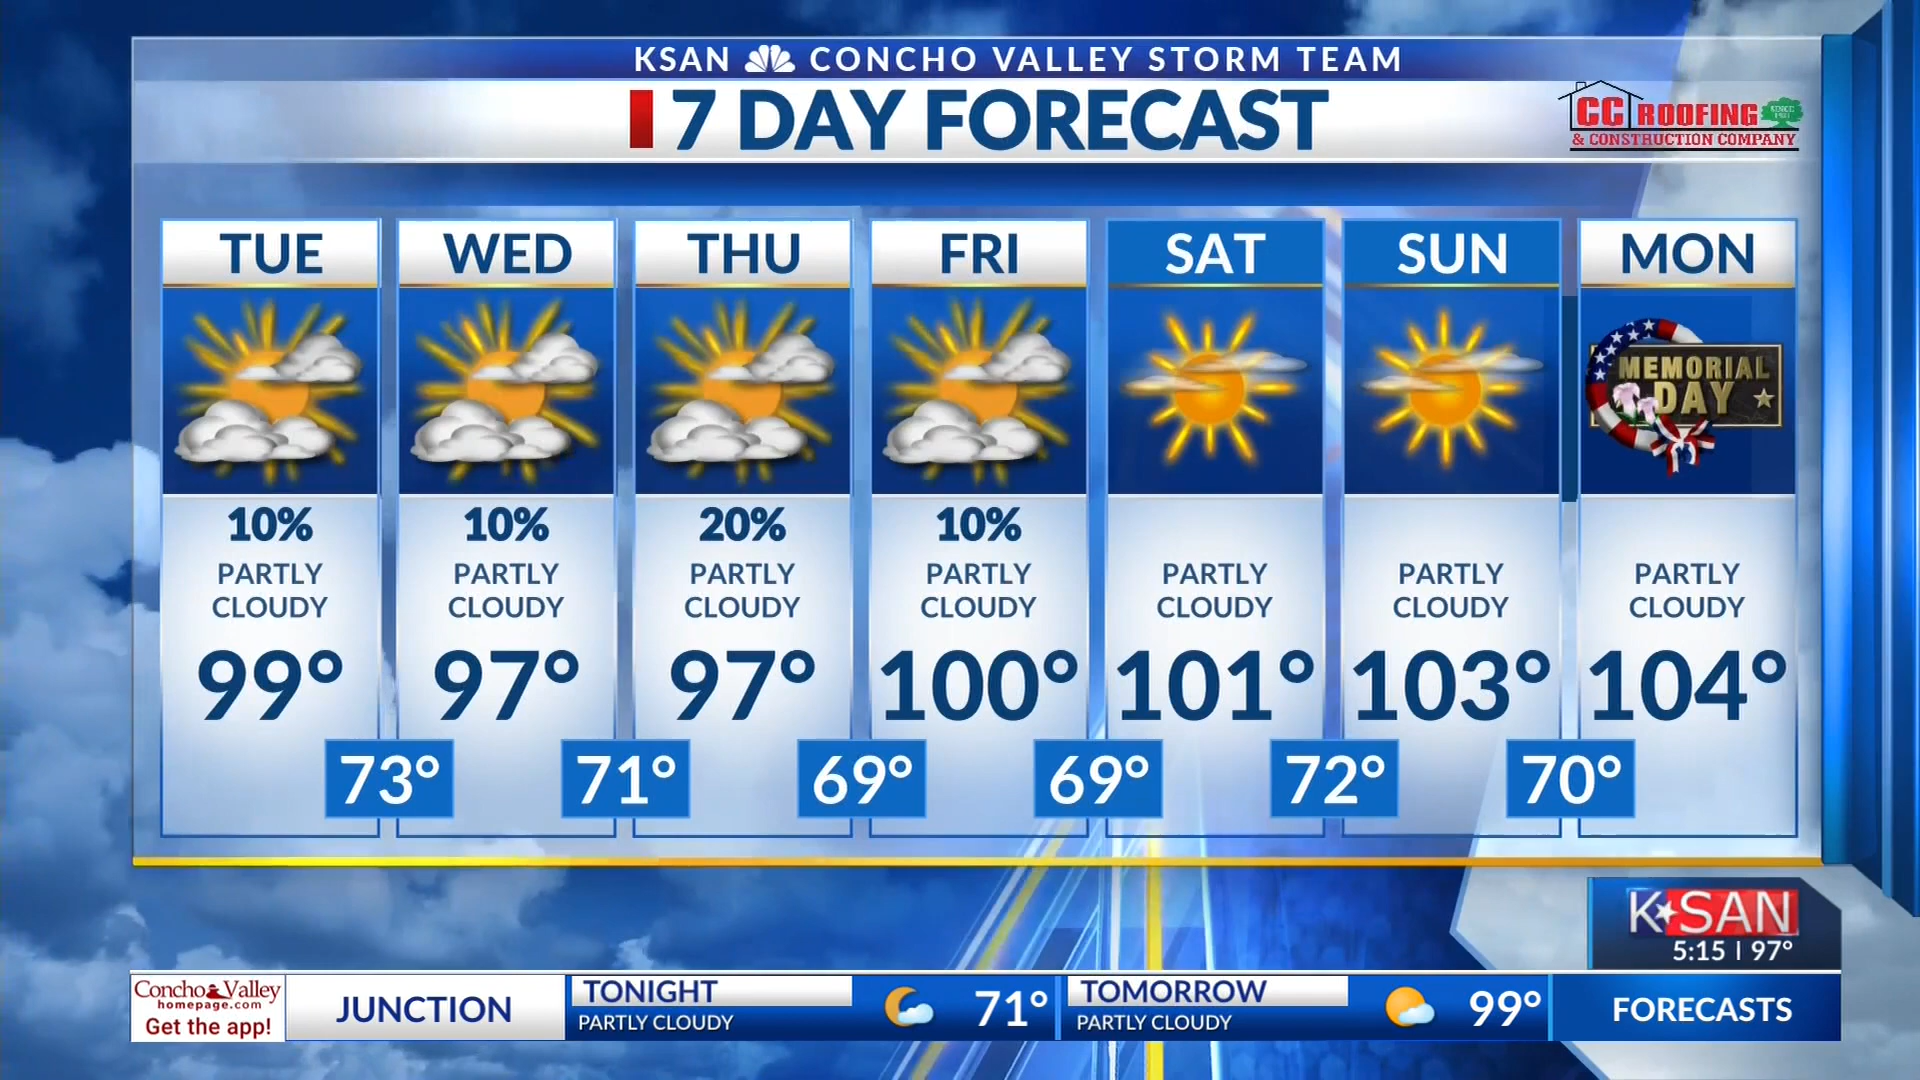 KSAN CONCHO VALLEY STORM TEAM
7 DAY FORECAST
CC ROOFING
& CONSTRUCTION COMPANY
TUE WED THU FRI SAT SUN MON
MEMORIAL
DAY
10% 10% 20% 10%
PARTLY PARTLY PARTLY PARTLY PARTLY PARTLY PARTLY
CLOUDY CLOUDY CLOUDY CLOUDY CLOUDY CLOUDY CLOUDY
99° 97° 97° 100° 101° 103° 104°
73° 71° 69° 69° 72° 70°
KSAN
5:15 | 97°
Concho Valley
homepage.com
Get the app!
JUNCTION
TONIGHT
PARTLY CLOUDY
71°
TOMORROW
PARTLY CLOUDY
99°
FORECASTS